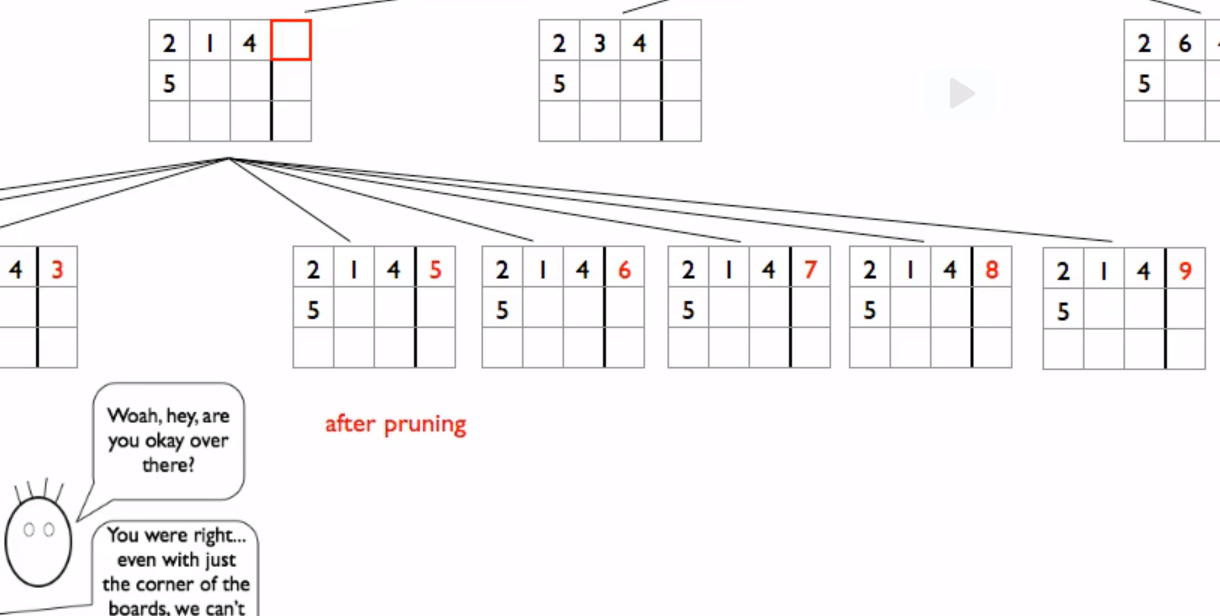 2 1 4
5
2 3 4
5
2 6
5
4 3
2 1 4 5
5
2 1 4 6
5
2 1 4 7
5
2 1 4 8
5
2 1 4 9
5
after pruning
Woah, hey, are
you okay over
there?
You were right...
even with just
the corner of the
boards, we can't